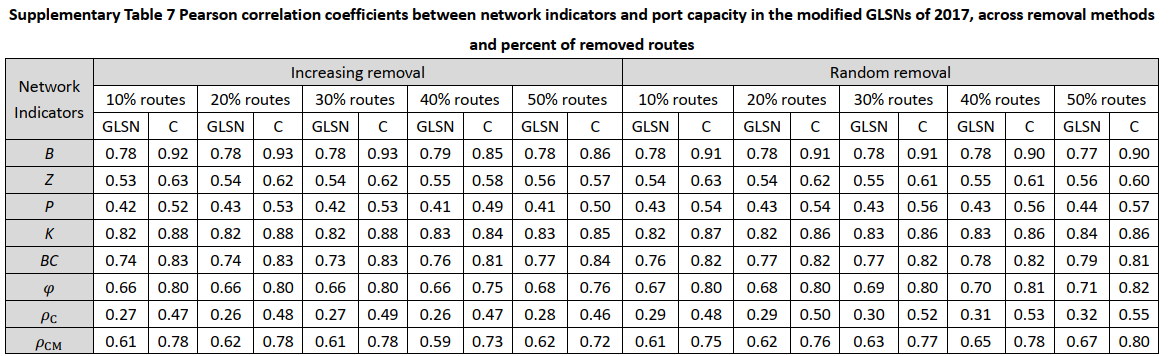 Supplementary Table 7 Pearson correlation coefficients between network indicators and port capacity in the modified GLSNs of 2017, across removal methods
and percent of removed routes
Network Indicators Increasing removal Random removal
10% routes 20% routes 30% routes 40% routes 50% routes 10% routes 20% routes 30% routes 40% routes 50% routes
GLSN C GLSN C GLSN C GLSN C GLSN C GLSN C GLSN C GLSN C GLSN C GLSN C
B 0.78 0.92 0.78 0.93 0.78 0.93 0.79 0.85 0.78 0.86 0.78 0.91 0.78 0.91 0.78 0.91 0.78 0.90 0.77 0.90
Z 0.53 0.63 0.54 0.62 0.54 0.62 0.55 0.58 0.56 0.57 0.54 0.63 0.54 0.62 0.55 0.61 0.55 0.61 0.56 0.60
P 0.42 0.52 0.43 0.53 0.42 0.53 0.41 0.49 0.41 0.50 0.43 0.54 0.43 0.54 0.43 0.56 0.43 0.56 0.44 0.57
K 0.82 0.88 0.82 0.88 0.82 0.88 0.83 0.84 0.83 0.85 0.82 0.87 0.82 0.86 0.83 0.86 0.83 0.86 0.84 0.86
BC 0.74 0.83 0.74 0.83 0.73 0.83 0.76 0.81 0.77 0.84 0.76 0.82 0.77 0.82 0.77 0.82 0.78 0.82 0.79 0.81
φ 0.66 0.80 0.66 0.80 0.66 0.80 0.66 0.75 0.68 0.76 0.67 0.80 0.68 0.80 0.69 0.80 0.70 0.81 0.71 0.82
ρC 0.27 0.47 0.26 0.48 0.27 0.49 0.26 0.47 0.28 0.46 0.29 0.48 0.29 0.50 0.30 0.52 0.31 0.53 0.32 0.55
ρCM 0.61 0.78 0.62 0.78 0.61 0.78 0.59 0.73 0.62 0.72 0.61 0.75 0.62 0.76 0.63 0.77 0.65 0.78 0.67 0.80